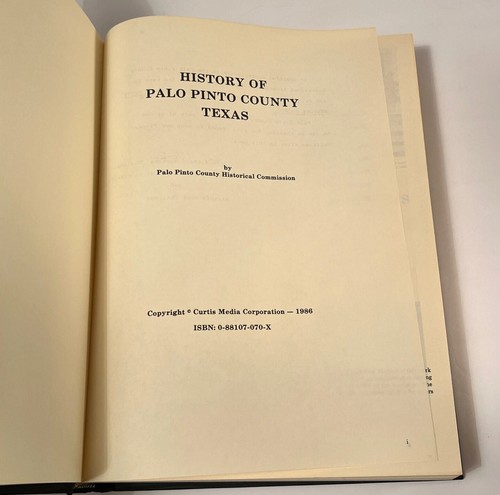 HISTORY OF
PALO PINTO COUNTY
TEXAS
by
Palo Pinto County Historical Commission
Copyright © Curtis Media Corporation — 1986
ISBN: 0-88107-070-X